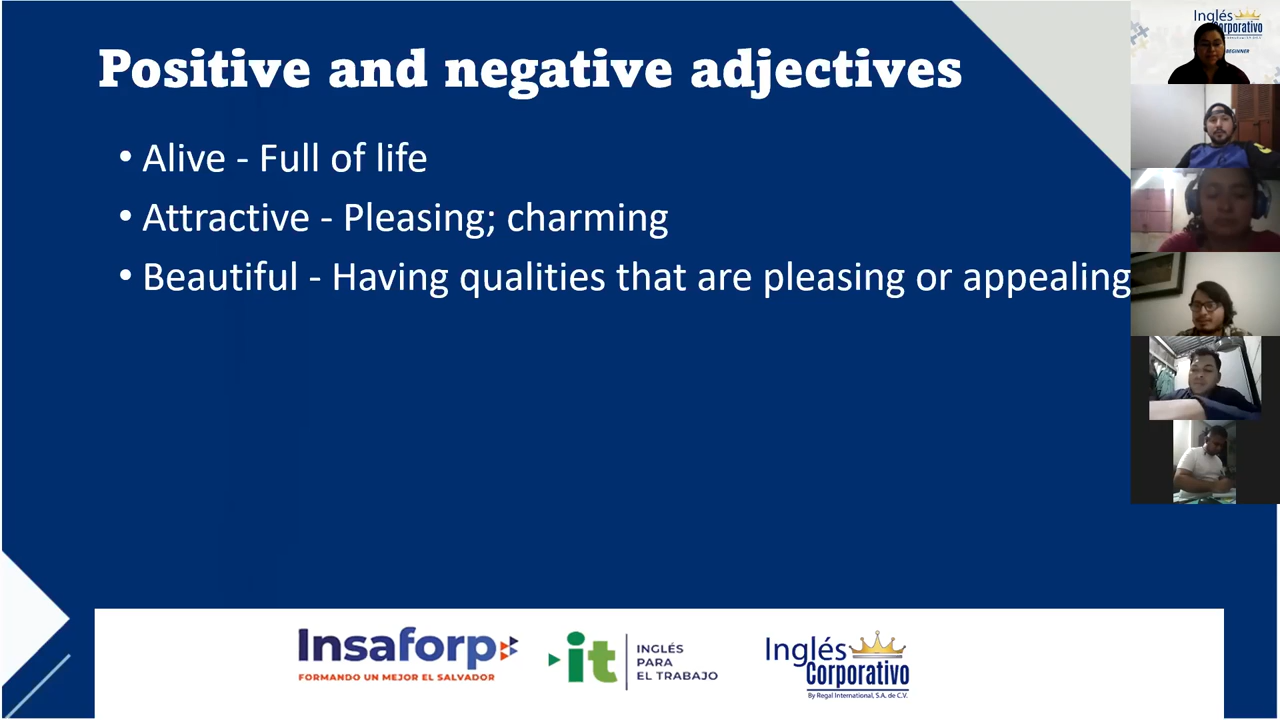 Positive and negative adjectives
• Alive - Full of life
• Attractive - Pleasing; charming
• Beautiful - Having qualities that are pleasing or appealing
Insaforp
FORMANDO UN MEJOR EL SALVADOR
it
INGLÉS
PARA
EL TRABAJO
Inglés
Corporativo
By Regal International, S.A. de C.V.
Inglés
Corporativo
BEGINNER